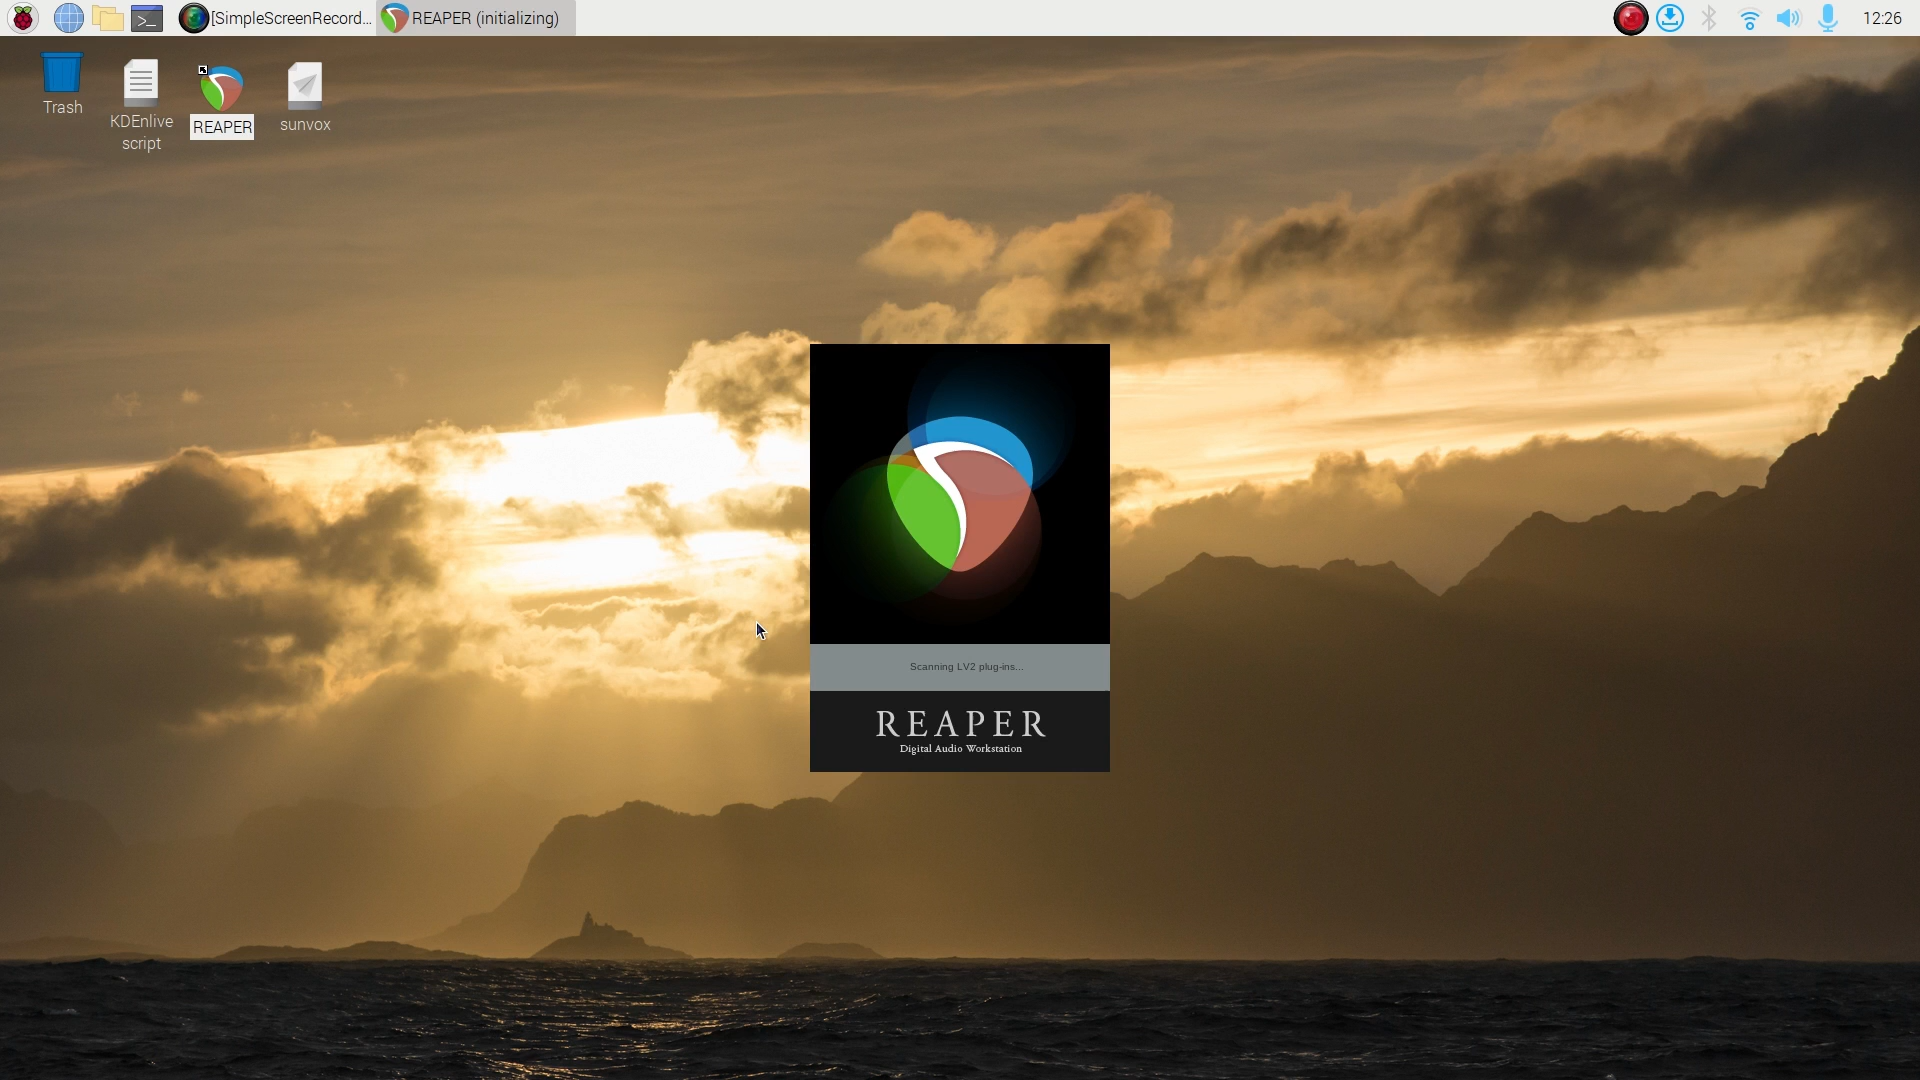 [SimpleScreenRecord...
REAPER (initializing)
12:26
Trash
KDEnlive
script
REAPER
sunvox
Scanning LV2 plug-ins...
REAPER
Digital Audio Workstation